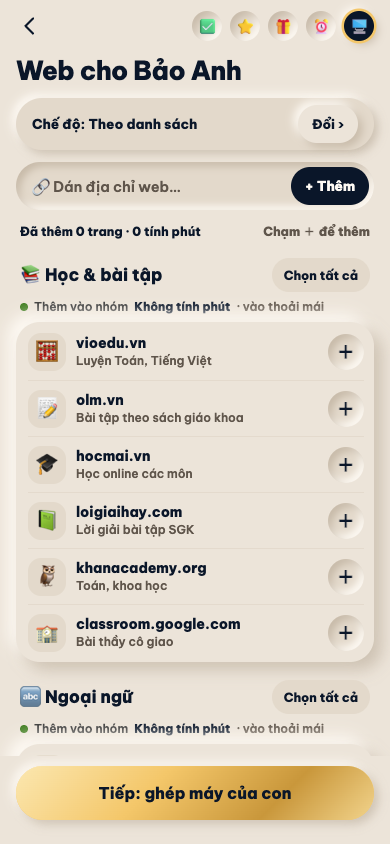 Web cho Bảo Anh
Chế độ: Theo danh sách
Đổi ›
Dán địa chỉ web...
+ Thêm
Đã thêm 0 trang · 0 tính phút
Chạm + để thêm
Học & bài tập
Chọn tất cả
Thêm vào nhóm Không tính phút · vào thoải mái
vioedu.vn
Luyện Toán, Tiếng Việt
olm.vn
Bài tập theo sách giáo khoa
hocmai.vn
Học online các môn
loigiaihay.com
Lời giải bài tập SGK
khanacademy.org
Toán, khoa học
classroom.google.com
Bài thầy cô giao
abc
Ngoại ngữ
Chọn tất cả
Thêm vào nhóm Không tính phút · vào thoải mái
Tiếp: ghép máy của con